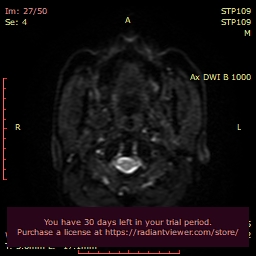 Im: 27/50
Se: 4
A
STP109
STP109
M
Ax DWI B 1000
R
L
You have 30 days left in your trial period.
Purchase a license at https://radiantviewer.com/store/